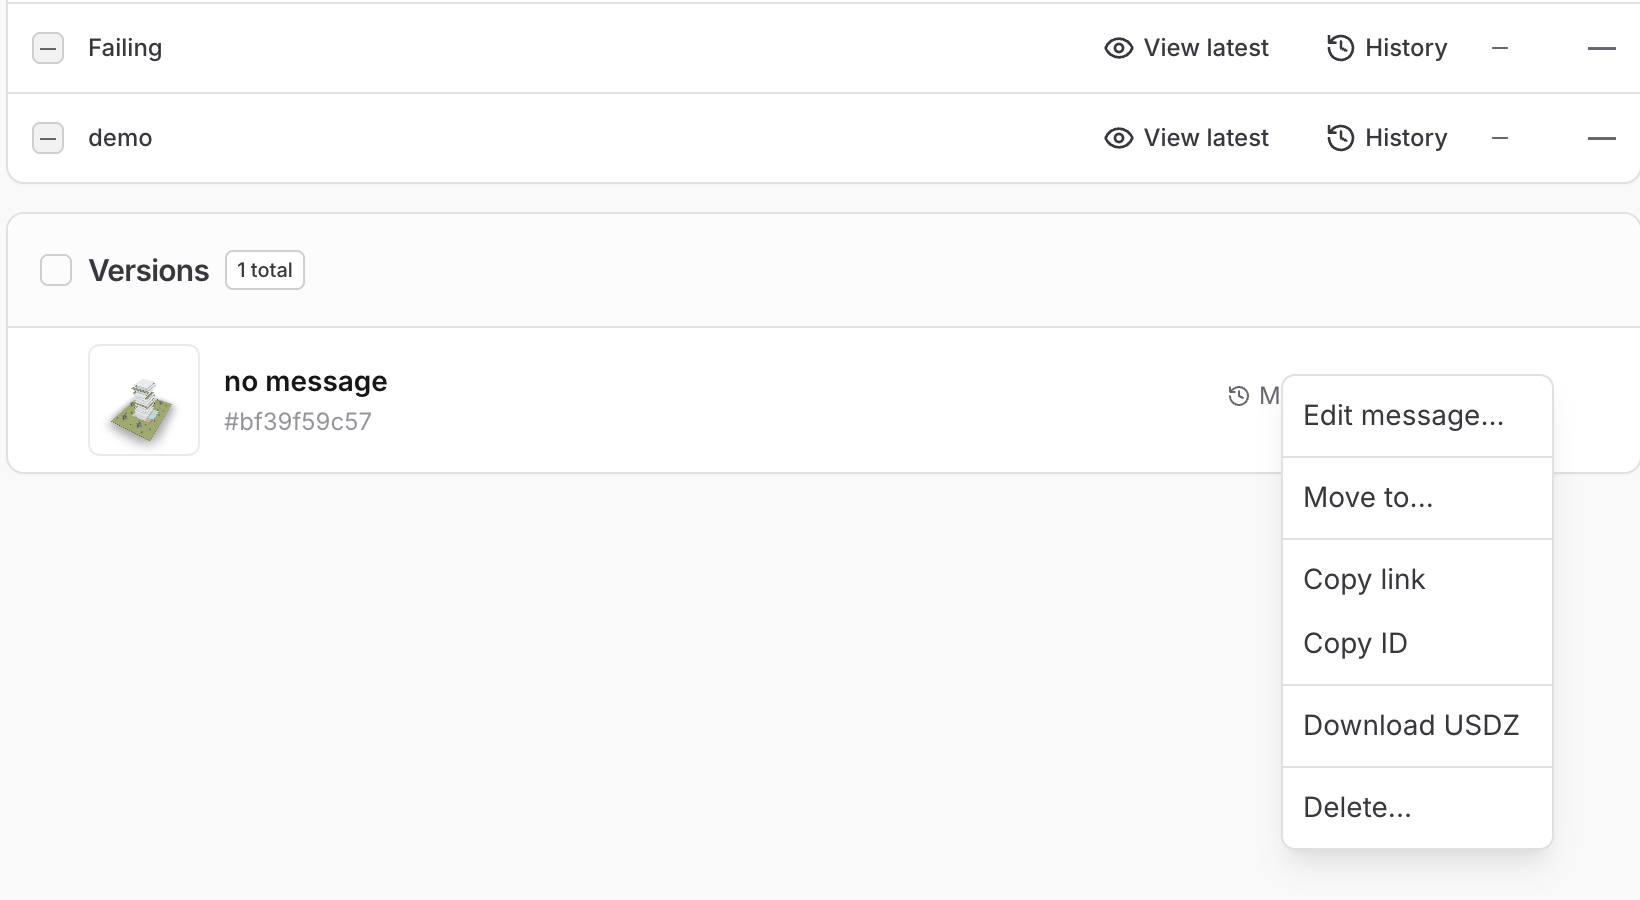 Failing View latest History
demo View latest History
Versions 1 total
no message
#bf39f59c57
M
Edit message...
Move to...
Copy link
Copy ID
Download USDZ
Delete...